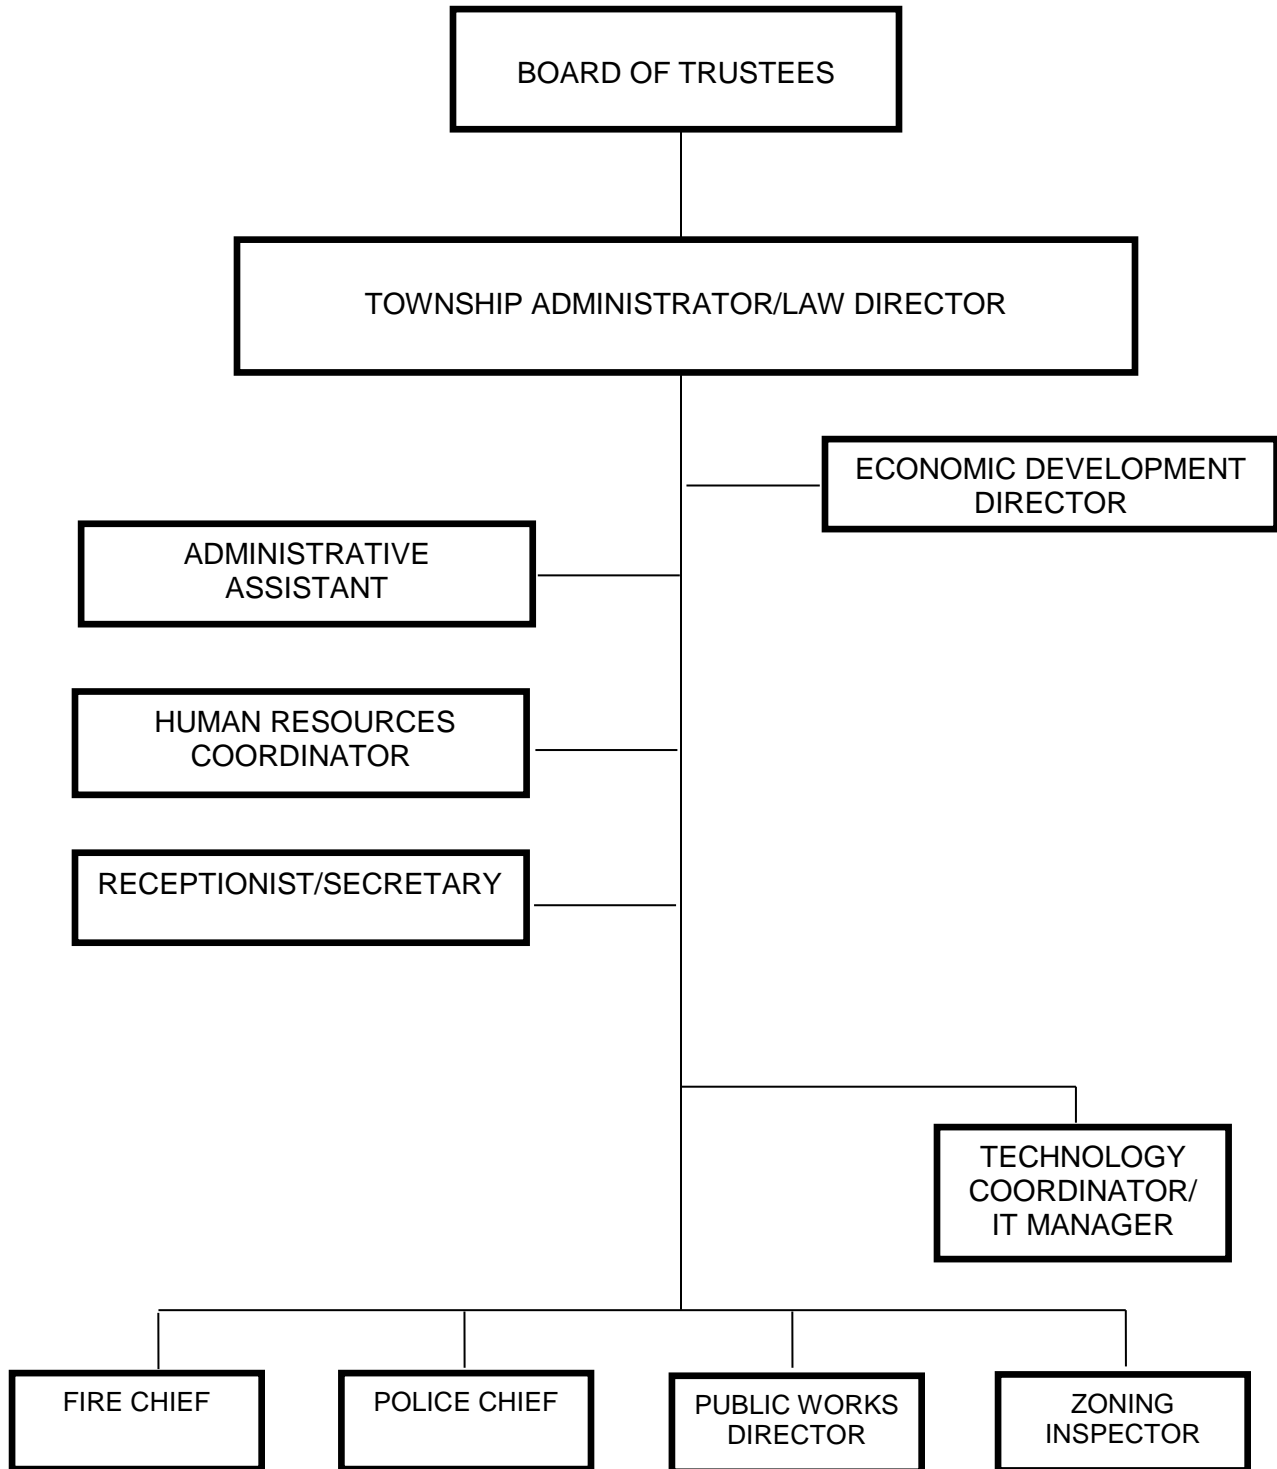 BOARD OF TRUSTEES
TOWNSHIP ADMINISTRATOR/LAW DIRECTOR
ECONOMIC DEVELOPMENT
DIRECTOR
ADMINISTRATIVE
ASSISTANT
HUMAN RESOURCES
COORDINATOR
RECEPTIONIST/SECRETARY
TECHNOLOGY
COORDINATOR/
IT MANAGER
FIRE CHIEF
POLICE CHIEF
PUBLIC WORKS
DIRECTOR
ZONING
INSPECTOR